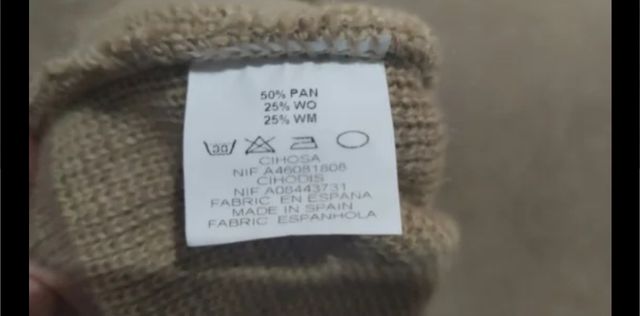 50% PAN
25% WO
25% WM
30
CIHOSA
NIF A46081808
CIHODIS
NIF A08443731
FABRIC EN ESPANA
MADE IN SPAIN
FABRIC ESPANHOLA